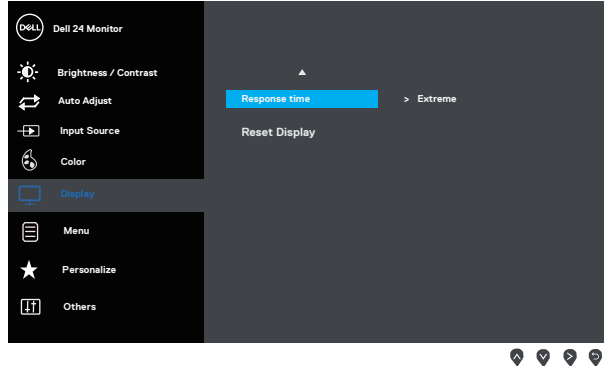 DELL Dell 24 Monitor
Brightness / Contrast
Auto Adjust
Response time > Extreme
Input Source
Reset Display
Color
Display
Menu
Personalize
Others